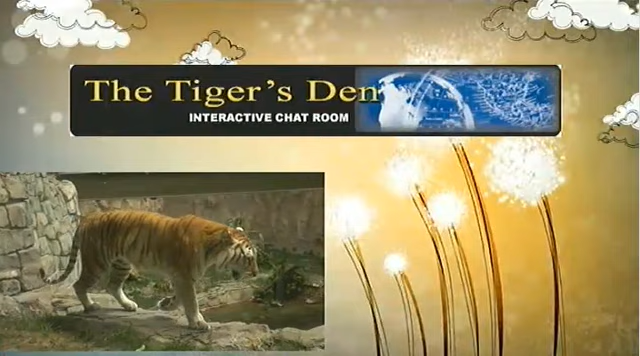 The Tiger's Den
INTERACTIVE CHAT ROOM